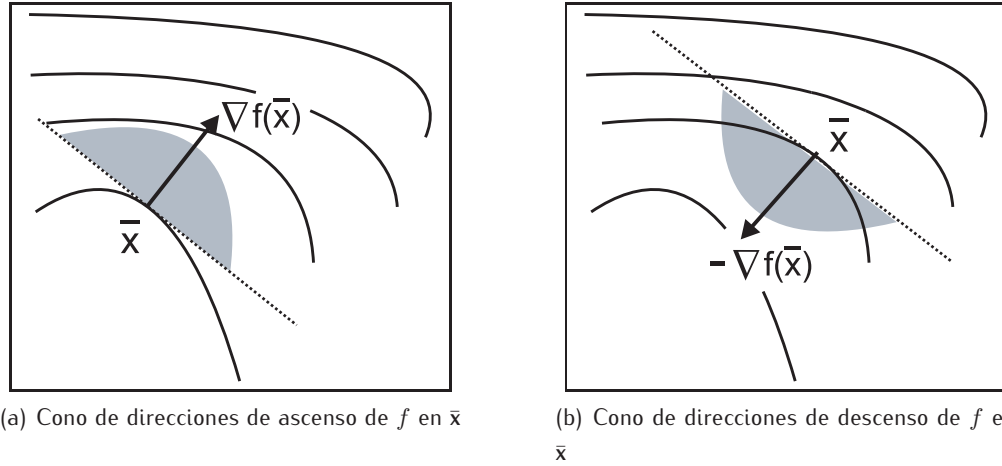 ∇f(x̄)
x̄
x̄
- ∇f(x̄)
(a) Cono de direcciones de ascenso de f en x̄
(b) Cono de direcciones de descenso de f e
x̄